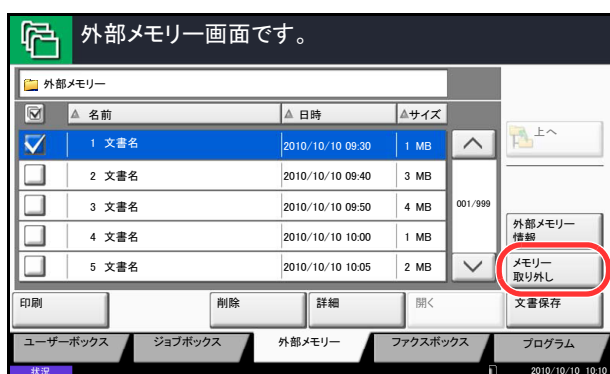 外部メモリー画面です。
外部メモリー
名前 日時 サイズ
1 文書名 2010/10/10 09:30 1 MB
2 文書名 2010/10/10 09:40 3 MB
3 文書名 2010/10/10 09:50 4 MB
4 文書名 2010/10/10 10:00 1 MB
5 文書名 2010/10/10 10:05 2 MB
001/999
上へ
外部メモリー
情報
メモリー
取り外し
印刷 削除 詳細 開く 文書保存
ユーザーボックス ジョブボックス 外部メモリー ファクスボックス プログラム
状況 2010/10/10 10:10